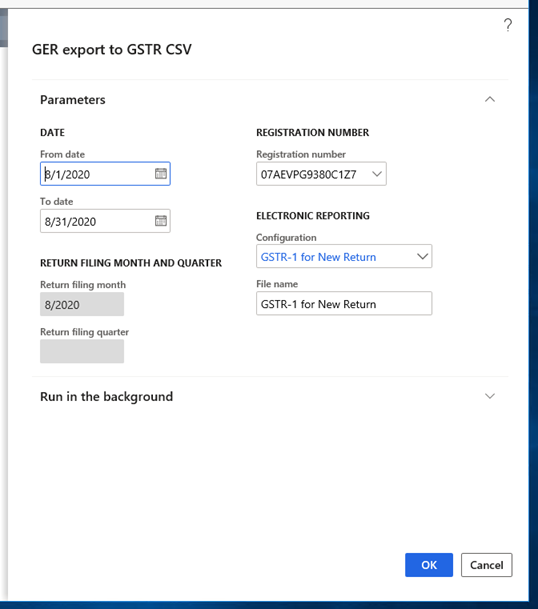 ?
GER export to GSTR CSV
Parameters
DATE
From date
8/1/2020
To date
8/31/2020
RETURN FILING MONTH AND QUARTER
Return filing month
8/2020
Return filing quarter
REGISTRATION NUMBER
Registration number
07AEVPG9380C1Z7
ELECTRONIC REPORTING
Configuration
GSTR-1 for New Return
File name
GSTR-1 for New Return
Run in the background
OK
Cancel